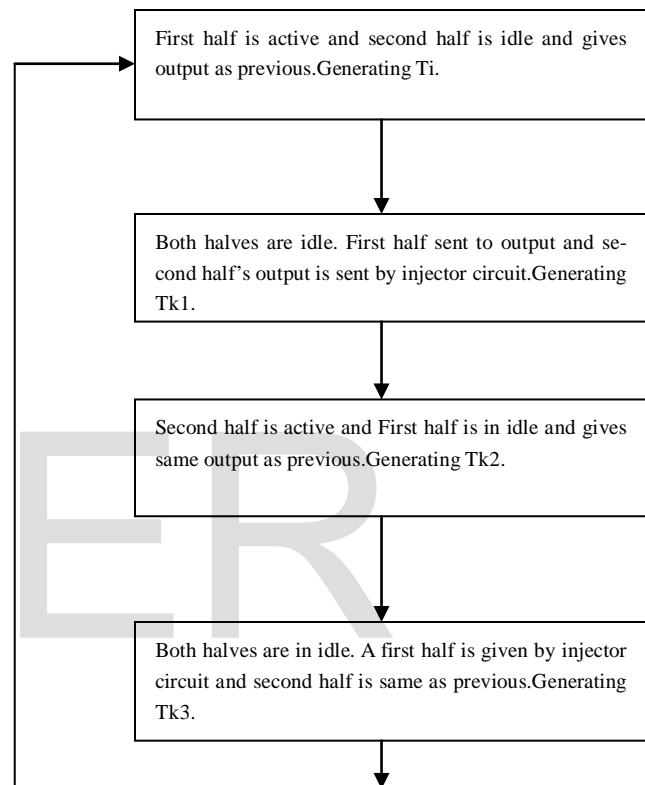 First half is active and second half is idle and gives
output as previous.Generating Ti.
Both halves are idle. First half sent to output and se-
cond half’s output is sent by injector circuit.Generating
Tk1.
Second half is active and First half is in idle and gives
same output as previous.Generating Tk2.
ER
Both halves are in idle. A first half is given by injector
circuit and second half is same as previous.Generating
Tk3.